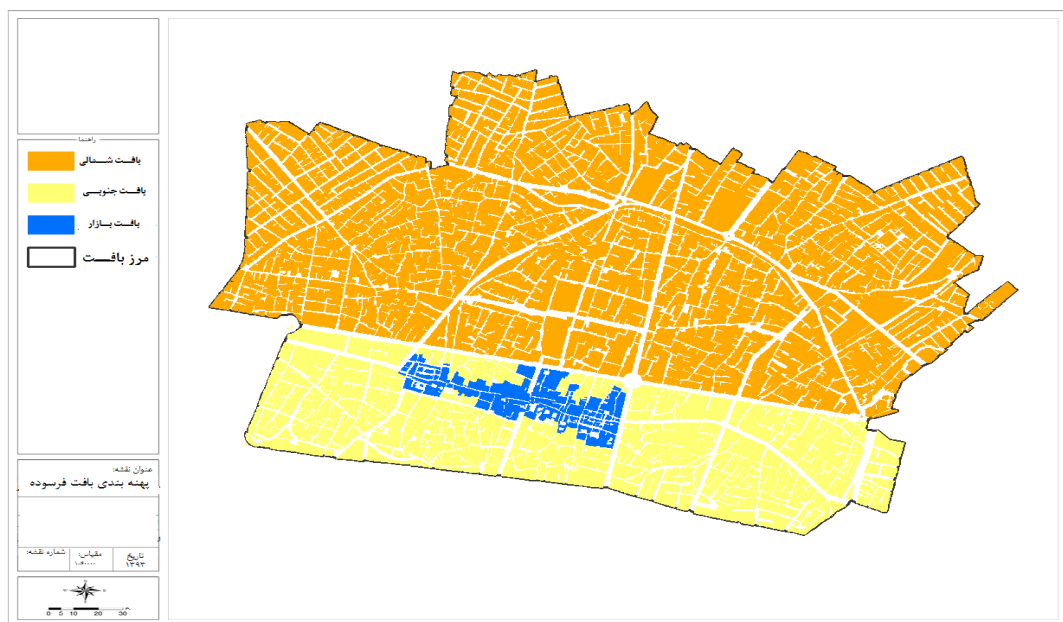 راهنما
بافت شمالی
بافت جنوبی
بافت بازار
مرز بافت
عنوان نقشه:
پهنه بندی بافت فرسوده
تاریخ
۱۳۹۳
مقیاس:
شماره نقشه:
0 5 10 20 30